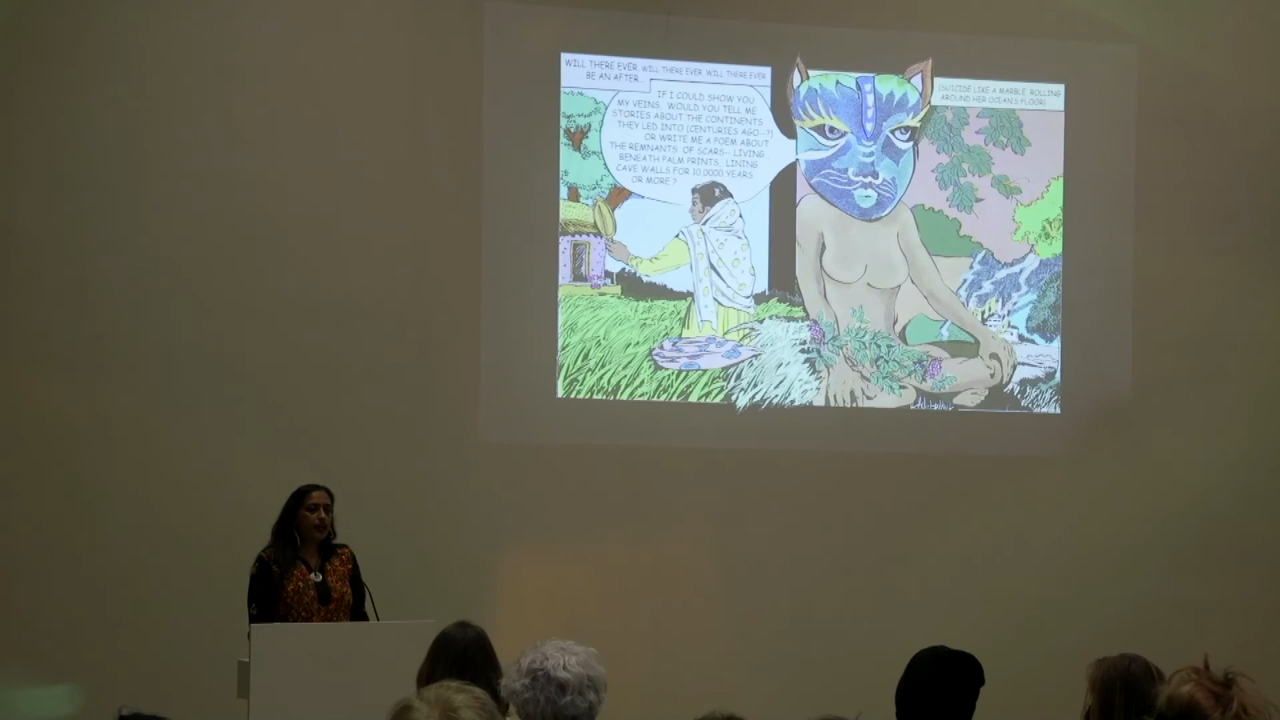 WILL THERE EVER, WILL THERE EVER, WILL THERE EVER
BE AN AFTER...
IF I COULD SHOW YOU
MY VEINS, WOULD YOU TELL ME
STORIES ABOUT THE CONTINENTS
THEY LED INTO (CENTURIES AGO...?)
OR WRITE ME A POEM ABOUT
THE REMNANTS OF SCARS-- LIVING
BENEATH PALM PRINTS, LINING
CAVE WALLS FOR 10,0000 YEARS
OR MORE?
(SUICIDE LIKE A MARBLE ROLLING
AROUND HER OCEAN'S FLOOR)